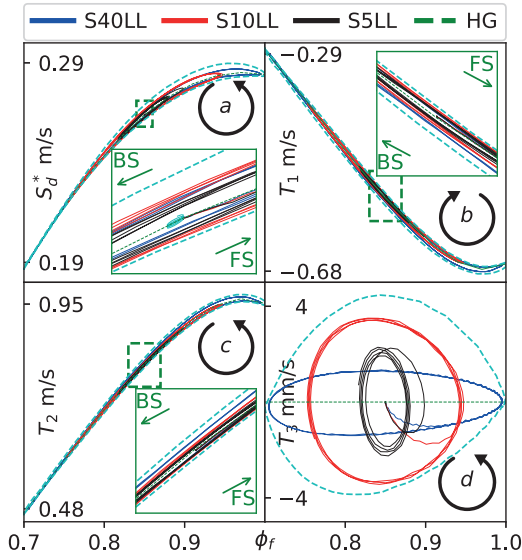 S40LL S10LL S5LL HG
0.29
S_d^* m/s
0.19
a
BS
FS
−0.29
T_1 m/s
−0.68
b
FS
BS
0.95
T_2 m/s
0.48
c
BS
FS
4
T_3 mm/s
−4
d
0.7 0.8 0.9 ϕ_f 0.8 0.9 1.0